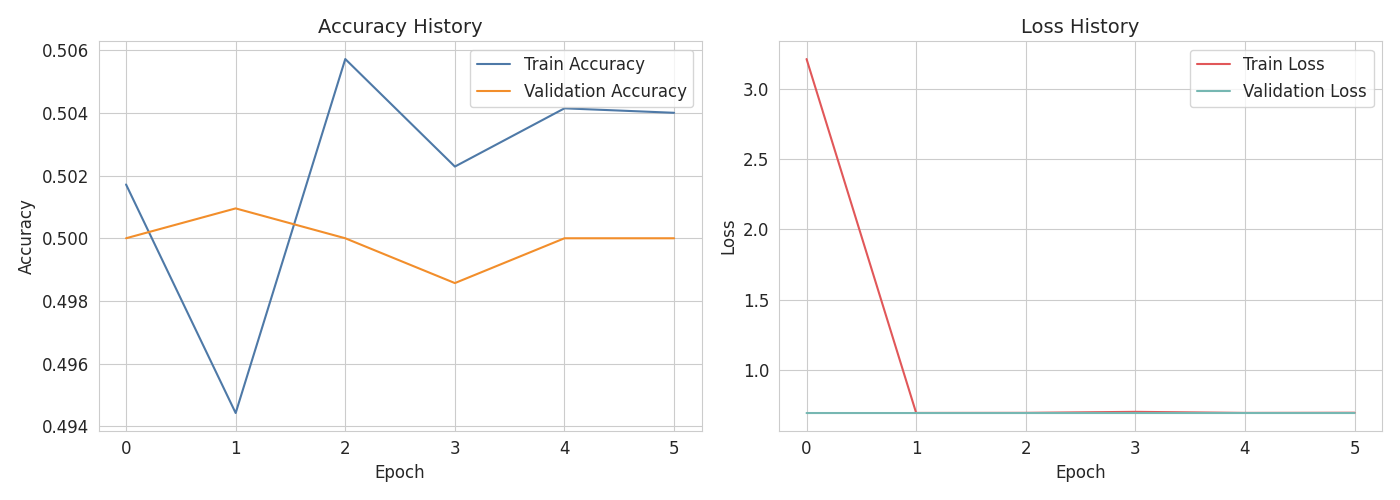 Accuracy History
Train Accuracy
Validation Accuracy
0.506
0.504
0.502
0.500
0.498
0.496
0.494
Accuracy
0 1 2 3 4 5
Epoch
Loss History
Train Loss
Validation Loss
3.0
2.5
2.0
1.5
1.0
Loss
0 1 2 3 4 5
Epoch